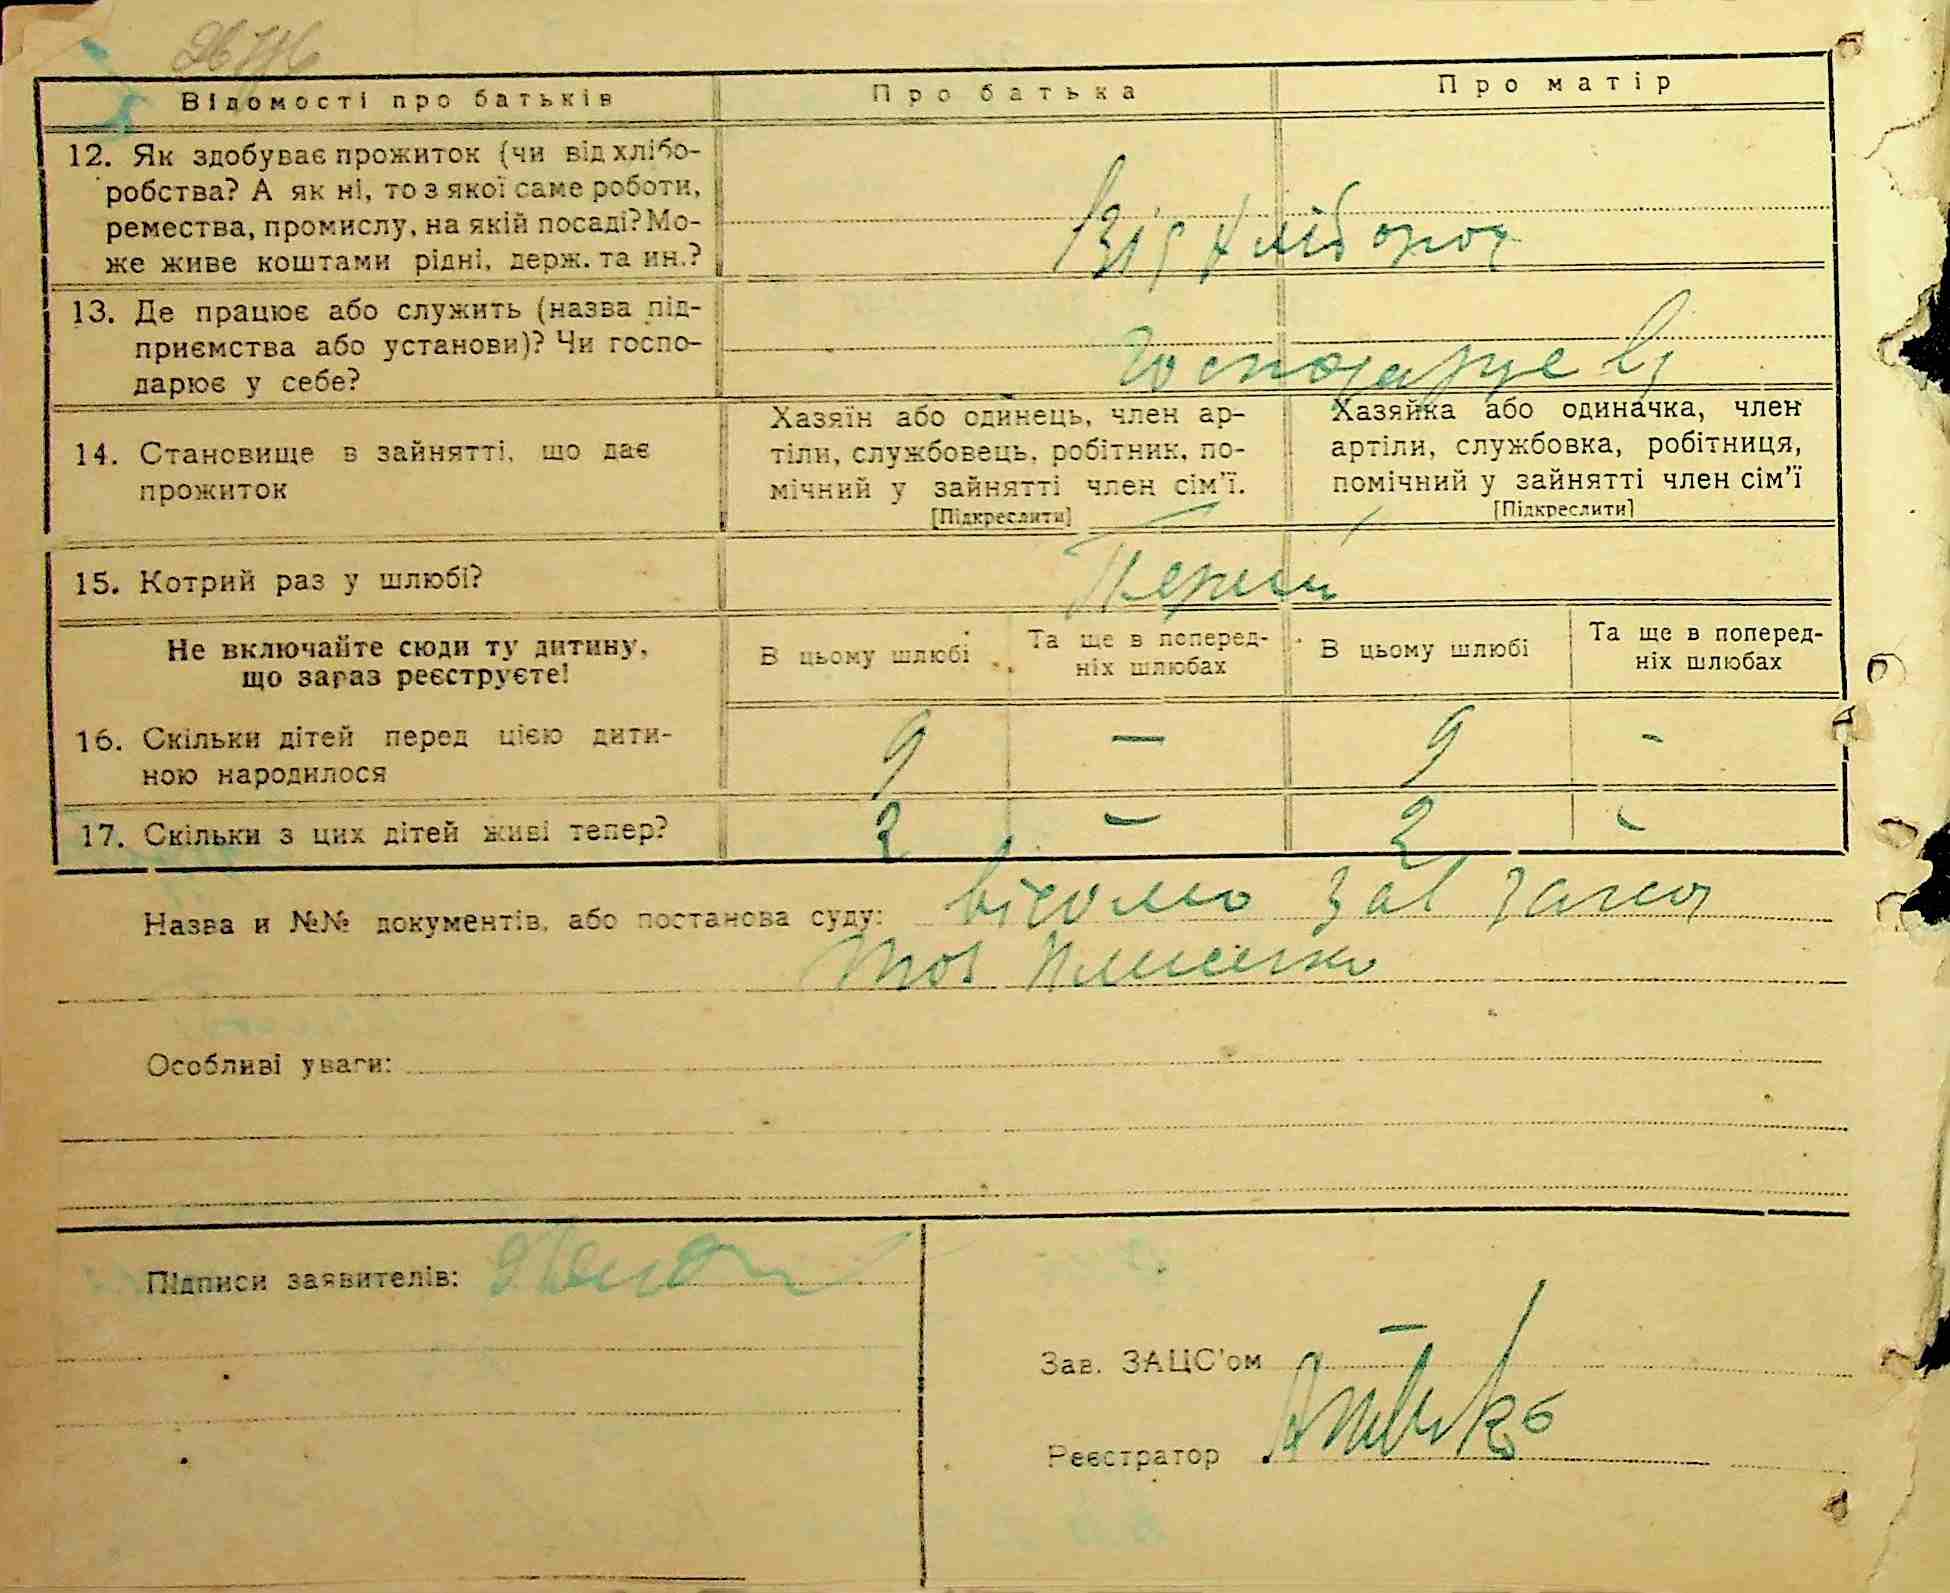 Відомості про батьків
Про батька
Про матір
12. Як здобуває прожиток (чи від хлібо-
робства? А як ні, то з якої саме роботи,
ремества, промислу, на якій посаді? Мо-
же живе коштами рідні, держ. та ин.?
Від хлібороб
13. Де працює або служить (назва під-
приємства або установи)? Чи госпо-
дарює у себе?
Господарує
14. Становище в зайнятті, що дає
прожиток
Хазяїн або одинець, член ар-
тіли, службовець, робітник, по-
мічний у зайнятті член сім'ї.
[Підкреслити]
Хазяйка або одиначка, член
артіли, службовка, робітниця,
помічний у зайнятті член сім'ї
[Підкреслити]
15. Котрий раз у шлюбі?
Перший
Не включайте сюди ту дитину,
що зараз реєструєте!
В цьому шлюбі
Та ще в поперед-
ніх шлюбах
В цьому шлюбі
Та ще в поперед-
ніх шлюбах
16. Скільки дітей перед цією дити-
ною народилося
9 — 9 -
17. Скільки з цих дітей живі тепер?
2 — 2 -
Назва и №№ документів, або постанова суду: відомо зав
тов
Особливі уваги:
Підписи заявителів:
Зав. ЗАЦС'ом
Реєстратор